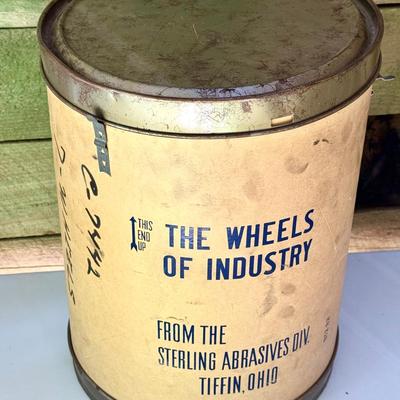 THIS
END
UP
THE WHEELS
OF INDUSTRY
FROM THE
STERLING ABRASIVES DIV.
TIFFIN, OHIO